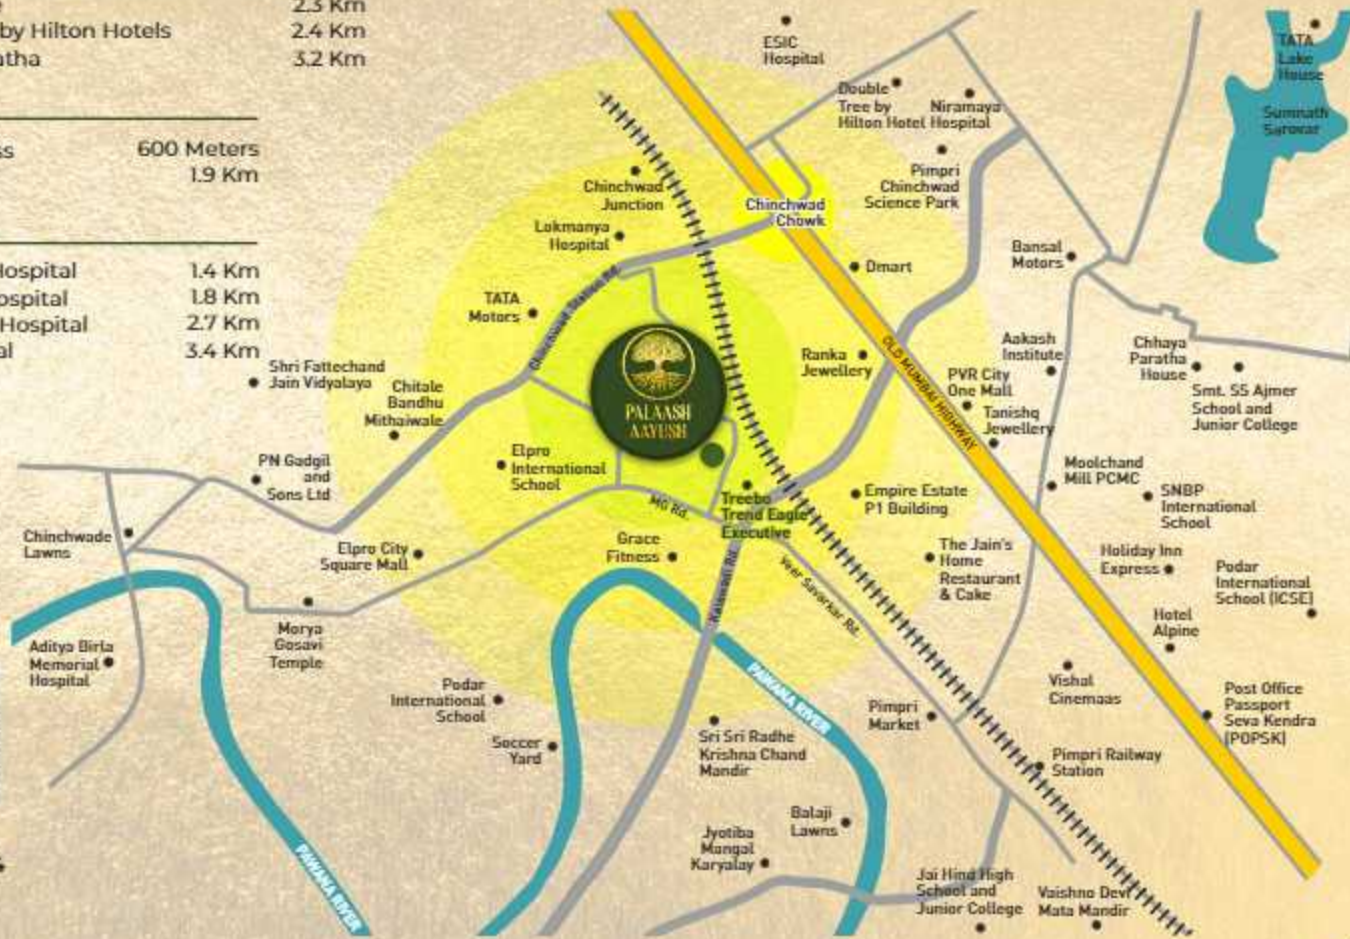 2.3 Km
by Hilton Hotels 2.4 Km
3.2 Km
600 Meters
1.9 Km
Hospital 1.4 Km
1.8 Km
Hospital 2.7 Km
3.4 Km
ESIC
Hospital
TATA
Lake
House
Sumnath
Sarovar
Double
Tree by
Hilton Hotel
Niramaya
Hospital
Pimpri
Chinchwad
Science Park
Chinchwad
Junction
Chinchwad
Chowk
Lokmanya
Hospital
Bansal
Motors
Dmart
TATA
Motors
Chinchwad Station Rd.
Shri Fattechand
Jain Vidyalaya
Chitale
Bandhu
Mithaiwale
PALAASH
AAYUSH
Ranka
Jewellery
OLD MUMBAI HIGHWAY
Aakash
Institute
PVR City
One Mall
Tanishq
Jewellery
Chhaya
Paratha
House
Smt. SS Ajmer
School and
Junior College
PN Gadgil
and
Sons Ltd
Elpro
International
School
MG Rd.
Treebo
Trend Eagle
Executive
Empire Estate
P1 Building
Moolchand
Mill PCMC
SNBP
International
School
Chinchwade
Lawns
Elpro City
Square Mall
Grace
Fitness
Kalewadi Rd.
Veer Savarkar Rd.
The Jain's
Home
Restaurant
& Cake
Holiday Inn
Express
Podar
International
School (ICSE)
Hotel
Alpine
Aditya Birla
Memorial
Hospital
Morya
Gosavi
Temple
Podar
International
School
Soccer
Yard
PAWANA RIVER
Sri Sri Radhe
Krishna Chand
Mandir
Pimpri
Market
Vishal
Cinemaas
Post Office
Passport
Seva Kendra
(POPSK)
Pimpri Railway
Station
Balaji
Lawns
Jyotiba
Mangal
Karyalay
PAWANA RIVER
Jai Hind High
School and
Junior College
Vaishno Devi
Mata Mandir